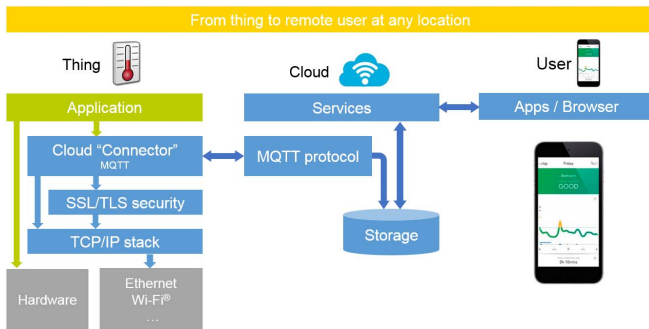 From thing to remote user at any location
Thing
Cloud
User
Application
Services
Apps / Browser
Cloud “Connector”
MQTT
MQTT protocol
SSL/TLS security
TCP/IP stack
Storage
Hardware
Ethernet
Wi-Fi®
...
Friday
GOOD